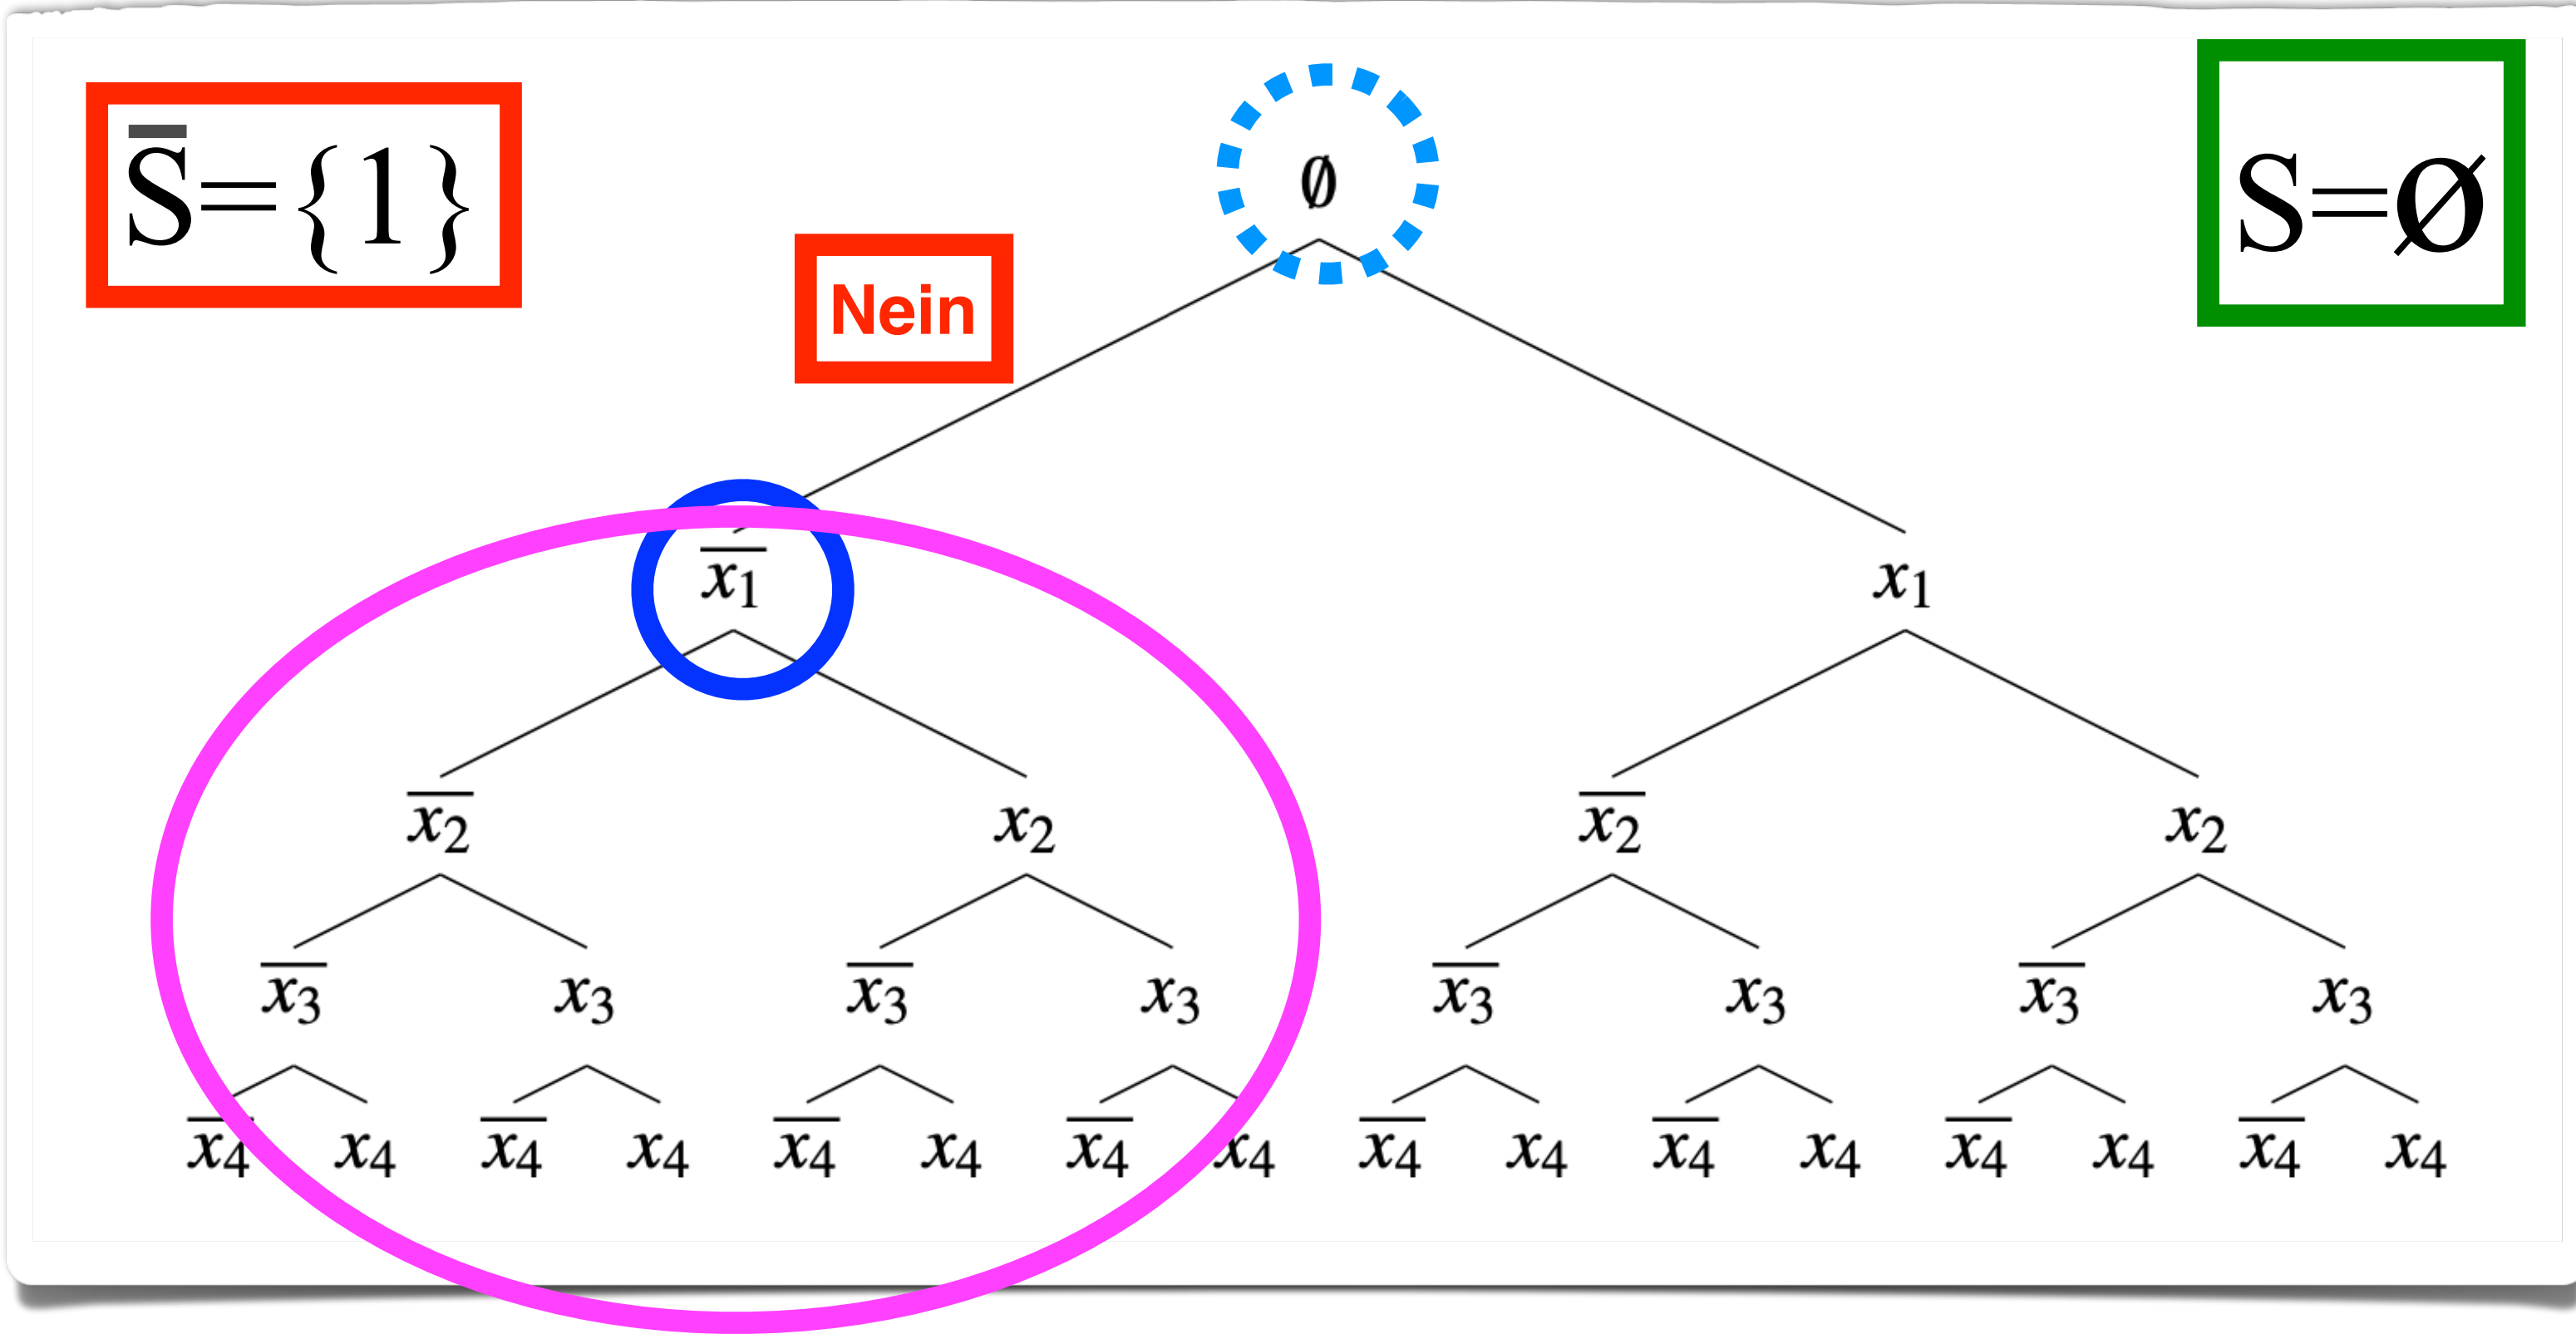 S̅={1}
∅
S=Ø
Nein
x̅₁ x₁
x̅₂ x₂ x̅₂ x₂
x̅₃ x₃ x̅₃ x₃ x̅₃ x₃ x̅₃ x₃
x̅₄ x₄ x̅₄ x₄ x̅₄ x₄ x̅₄ x₄ x̅₄ x₄ x̅₄ x₄ x̅₄ x₄ x̅₄ x₄